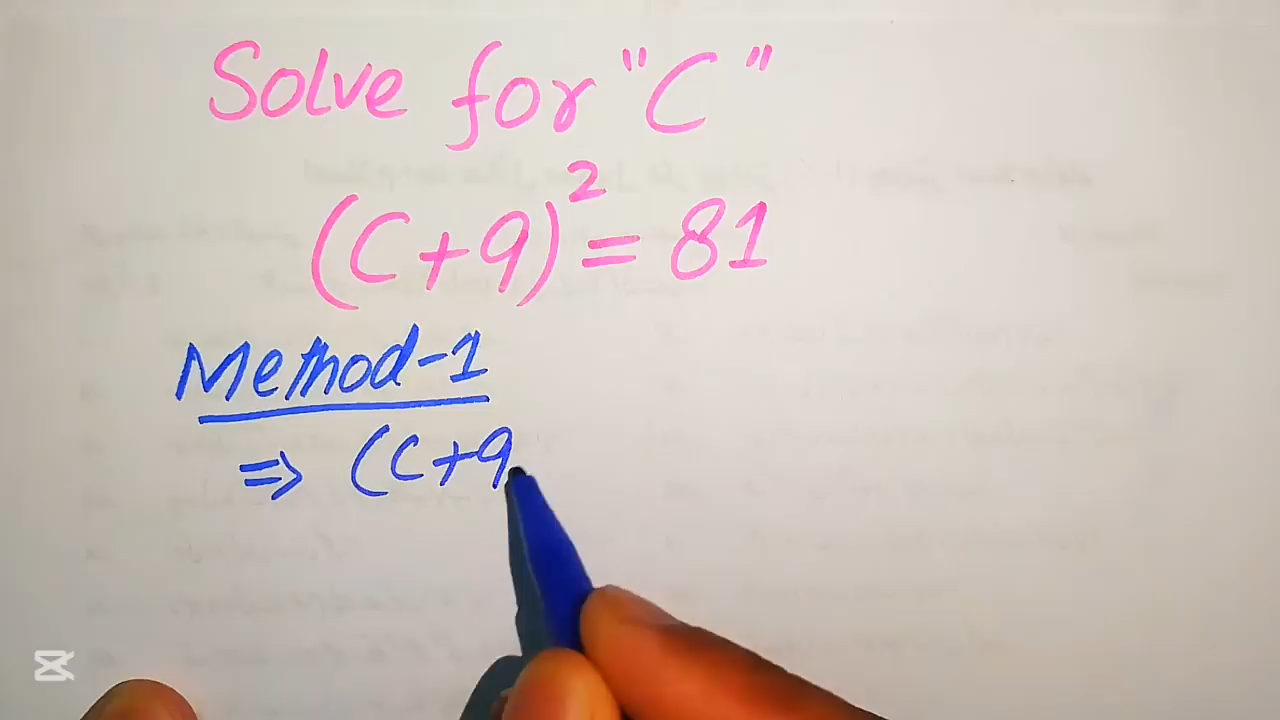 Solve for "C"
(C+9)² = 81
Method-1
⇒ (C+9